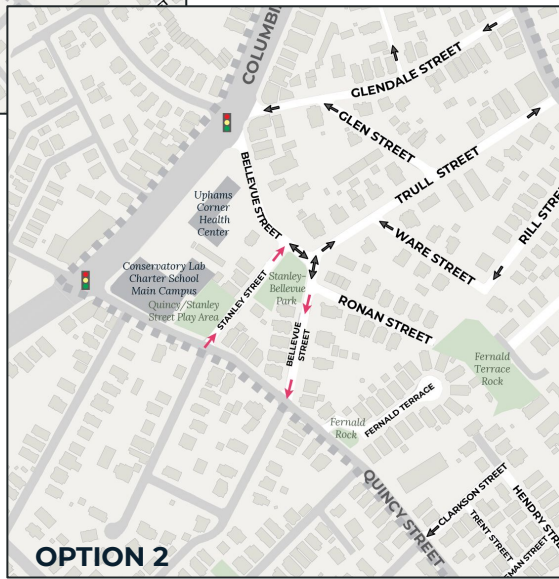 COLUMBI
GLENDALE STREET
GLEN STREET
TRULL STREET
BELLEVUE STREET
Uphams
Corner
Health
Center
WARE STREET
RILL STRE
Conservatory Lab
Charter School
Main Campus
Quincy/Stanley
Street Play Area
STANLEY STREET
Stanley-
Bellevue
Park
RONAN STREET
BELLEVUE
STREET
Fernald
Terrace
Rock
FERNALD TERRACE
Fernald
Rock
QUINCY STREET
CLARKSON STREET
HENDRY STR
TRENT STREET
MAN STREET
OPTION 2